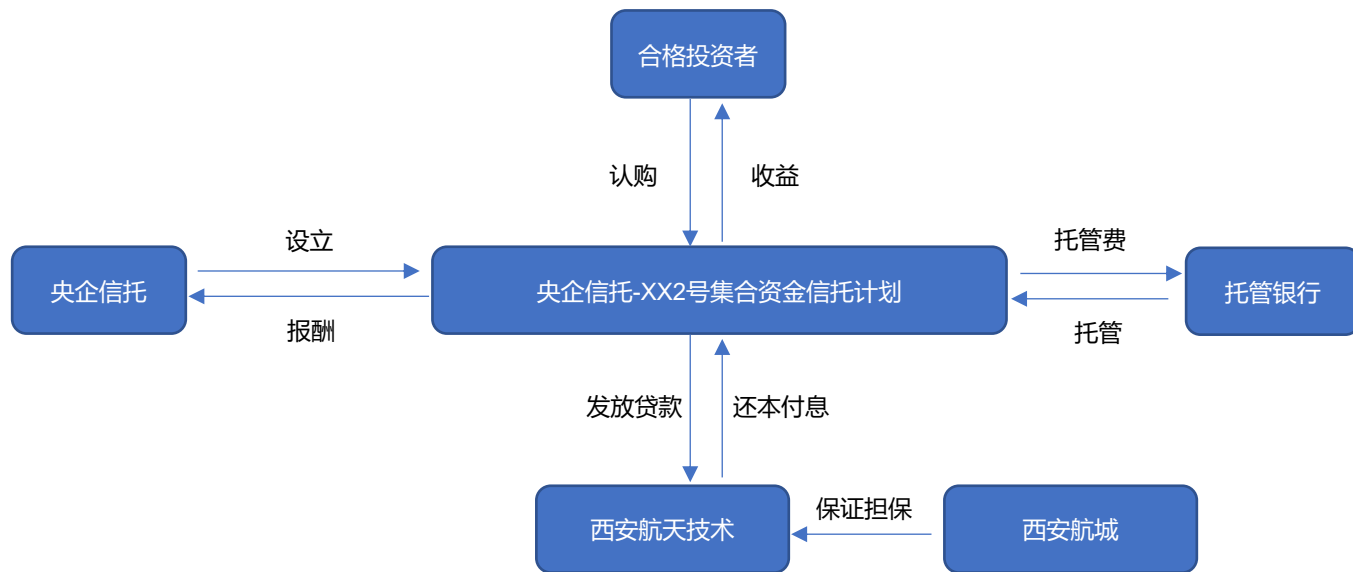 合格投资者
认购
收益
设立
托管费
央企信托
央企信托-XX2号集合资金信托计划
托管银行
报酬
托管
发放贷款
还本付息
西安航天技术
保证担保
西安航城